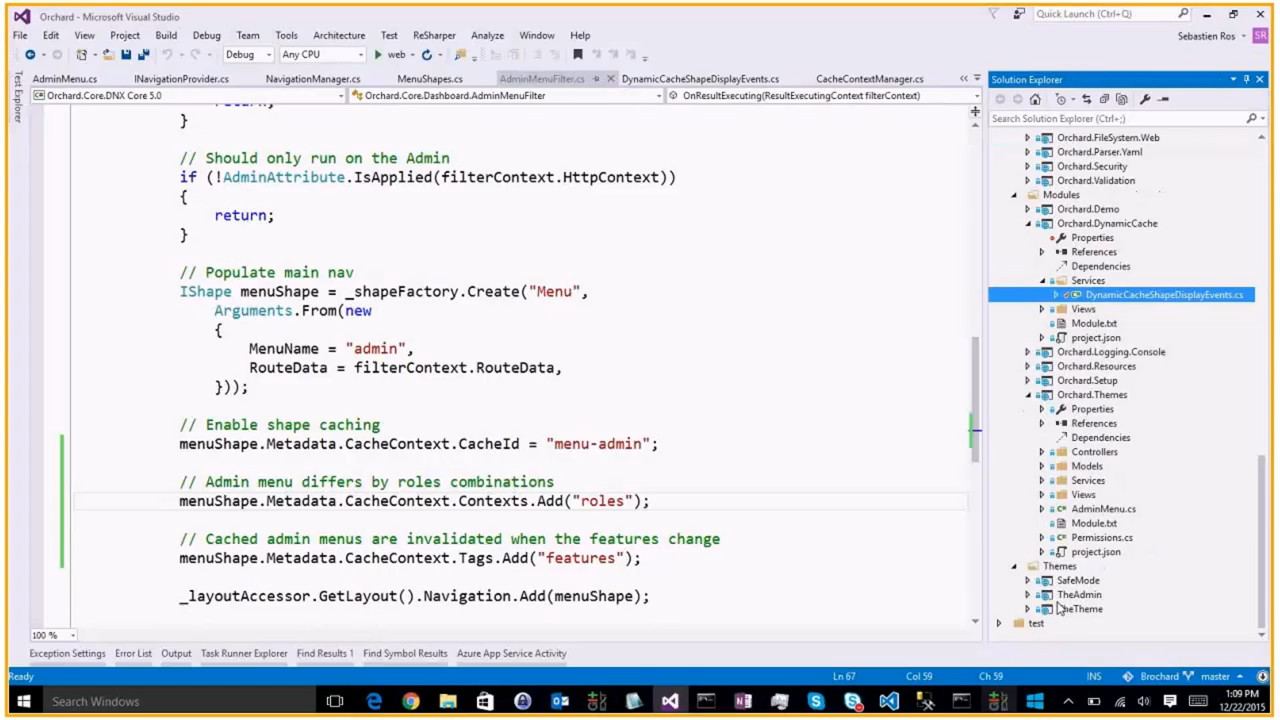 Orchard - Microsoft Visual Studio
Quick Launch (Ctrl+Q)
File Edit View Project Build Debug Team Tools Architecture Test ReSharper Analyze Window Help
Sebastien Ros SR
Debug Any CPU web
Test Explorer
AdminMenu.cs INavigationProvider.cs NavigationManager.cs MenuShapes.cs AdminMenuFilter.cs DynamicCacheShapeDisplayEvents.cs CacheContextManager.cs
Orchard.Core.DNX Core 5.0 Orchard.Core.Dashboard.AdminMenuFilter OnResultExecuting(ResultExecutingContext filterContext)
return;
}
// Should only run on the Admin
if (!AdminAttribute.IsApplied(filterContext.HttpContext))
{
return;
}
// Populate main nav
IShape menuShape = _shapeFactory.Create("Menu",
Arguments.From(new
{
MenuName = "admin",
RouteData = filterContext.RouteData,
}));
// Enable shape caching
menuShape.Metadata.CacheContext.CacheId = "menu-admin";
// Admin menu differs by roles combinations
menuShape.Metadata.CacheContext.Contexts.Add("roles");
// Cached admin menus are invalidated when the features change
menuShape.Metadata.CacheContext.Tags.Add("features");
_layoutAccessor.GetLayout().Navigation.Add(menuShape);
100 %
Solution Explorer
Search Solution Explorer (Ctrl+;)
Orchard.FileSystem.Web
Orchard.Parser.Yaml
Orchard.Security
Orchard.Validation
Modules
Orchard.Demo
Orchard.DynamicCache
Properties
References
Dependencies
Services
DynamicCacheShapeDisplayEvents.cs
Views
Module.txt
project.json
Orchard.Logging.Console
Orchard.Resources
Orchard.Setup
Orchard.Themes
Properties
References
Dependencies
Controllers
Models
Services
Views
AdminMenu.cs
Module.txt
Permissions.cs
project.json
Themes
SafeMode
TheAdmin
TheTheme
test
Exception Settings Error List Output Task Runner Explorer Find Results 1 Find Symbol Results Azure App Service Activity
Ready Ln 67 Col 59 Ch 59 INS Brochard master
Search Windows
1:09 PM
12/22/2015